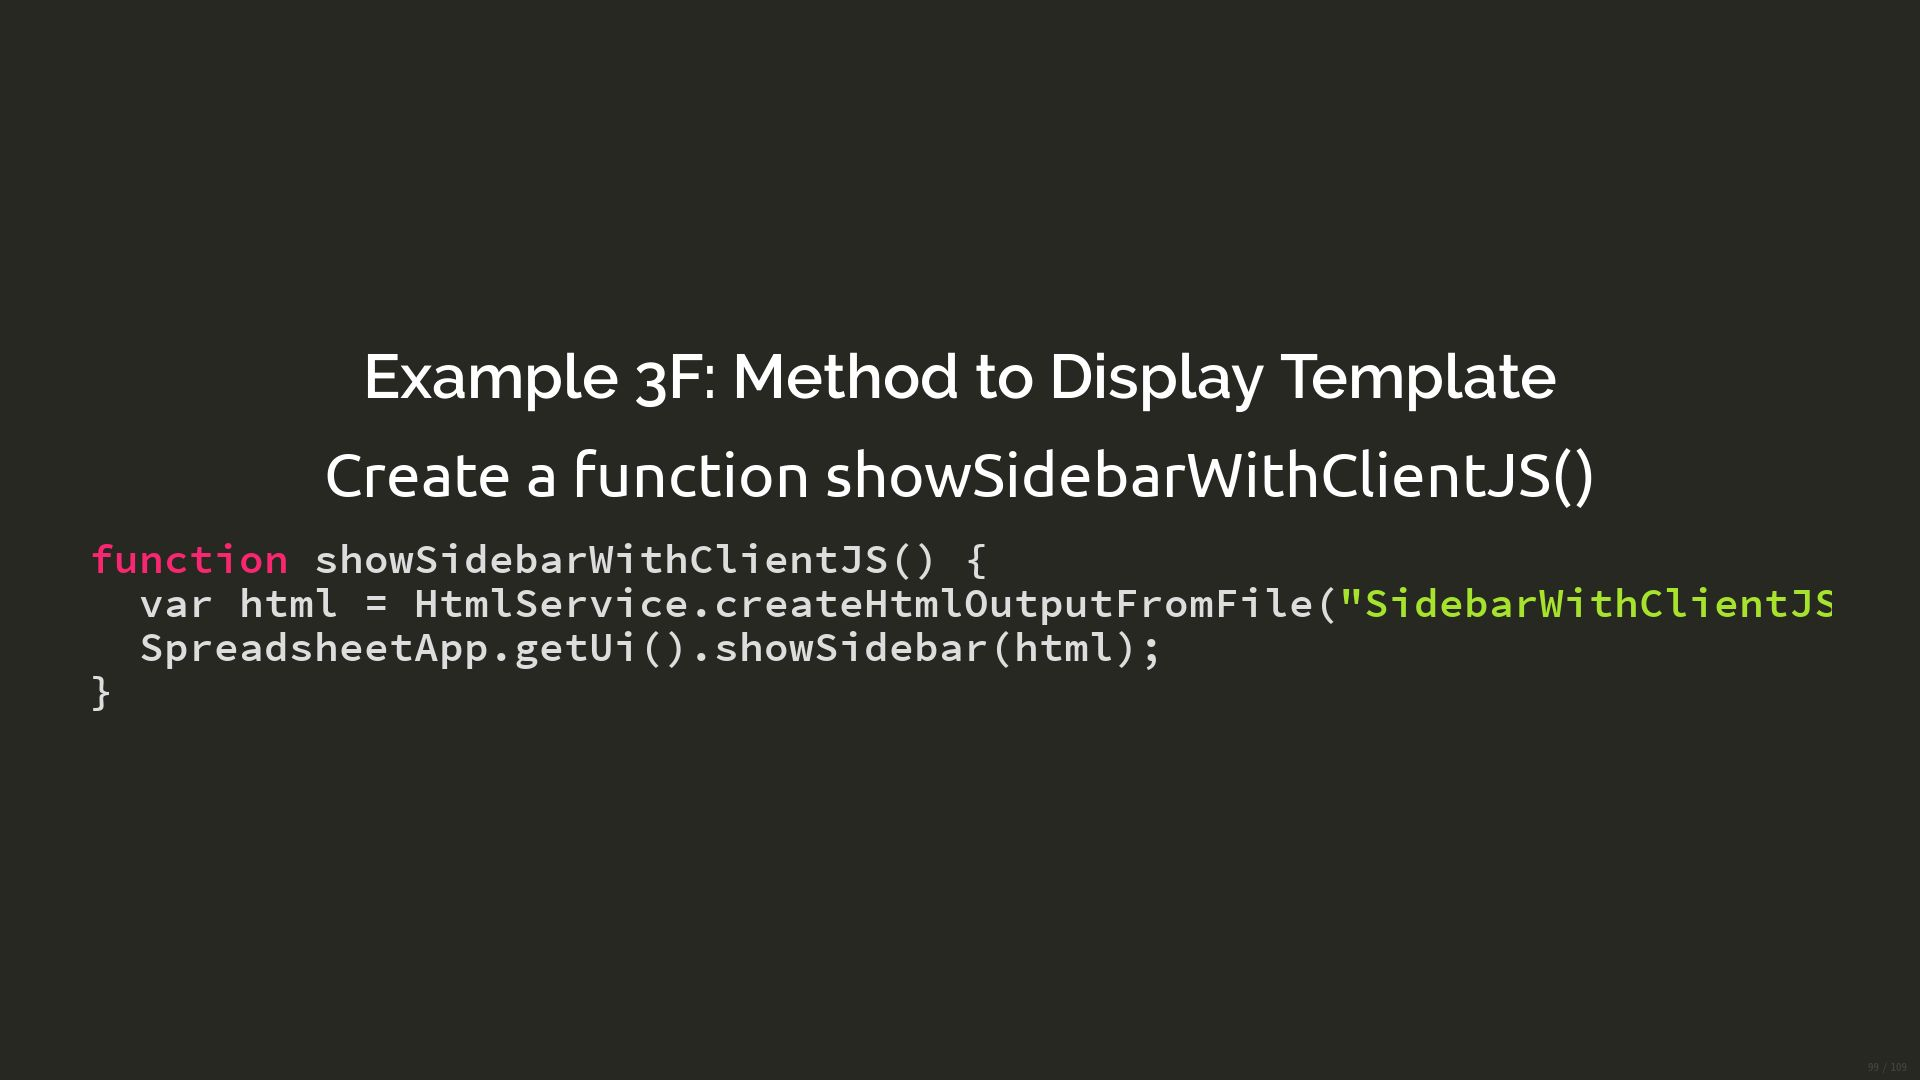 Example 3F: Method to Display Template
Create a function showSidebarWithClientJS()
function showSidebarWithClientJS() {
  var html = HtmlService.createHtmlOutputFromFile("SidebarWithClientJS
  SpreadsheetApp.getUi().showSidebar(html);
}
99 / 109